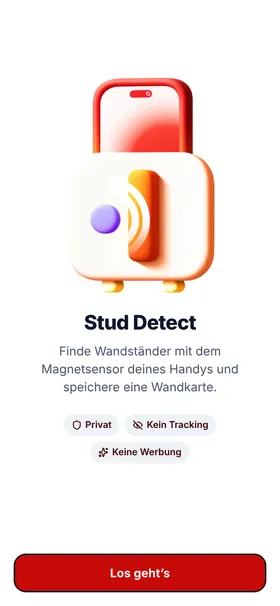 Stud Detect
Finde Wandständer mit dem
Magnetsensor deines Handys und
speichere eine Wandkarte.
Privat
Kein Tracking
Keine Werbung
Los geht’s